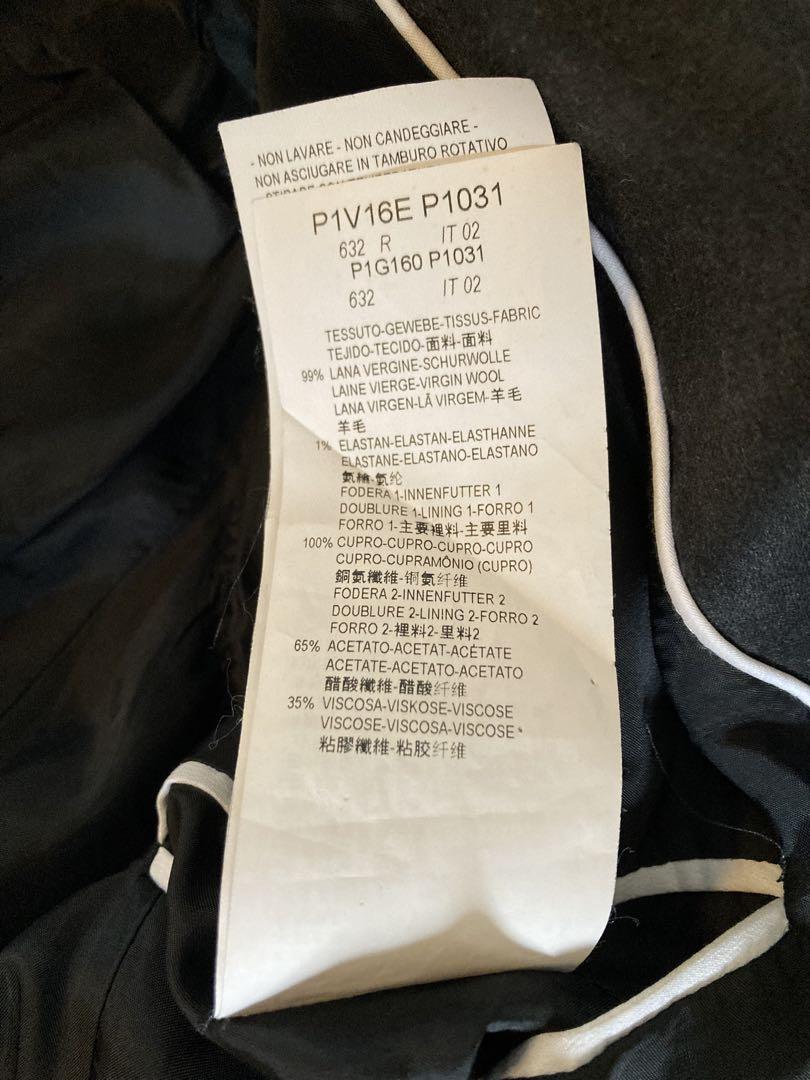 - NON LAVARE - NON CANDEGGIARE -
NON ASCIUGARE IN TAMBURO ROTATIVO
P1V16E P1031
632 R IT 02
P1G160 P1031
632 IT 02
TESSUTO-GEWEBE-TISSUS-FABRIC
TEJIDO-TECIDO-面料-面料
99% LANA VERGINE-SCHURWOLLE
LAINE VIERGE-VIRGIN WOOL
LANA VIRGEN-LÃ VIRGEM-羊毛
羊毛
1% ELASTAN-ELASTAN-ELASTHANNE
ELASTANE-ELASTANO-ELASTANO
氨綸-氨纶
FODERA 1-INNENFUTTER 1
DOUBLURE 1-LINING 1-FORRO 1
FORRO 1-主要裡料-主要里料
100% CUPRO-CUPRO-CUPRO-CUPRO
CUPRO-CUPRAMÔNIO (CUPRO)
銅氨纖維-铜氨纤维
FODERA 2-INNENFUTTER 2
DOUBLURE 2-LINING 2-FORRO 2
FORRO 2-裡料2-里料2
65% ACETATO-ACETAT-ACÉTATE
ACETATE-ACETATO-ACETATO
醋酸纖維-醋酸纤维
35% VISCOSA-VISKOSE-VISCOSE
VISCOSE-VISCOSA-VISCOSE
粘膠纖維-粘胶纤维